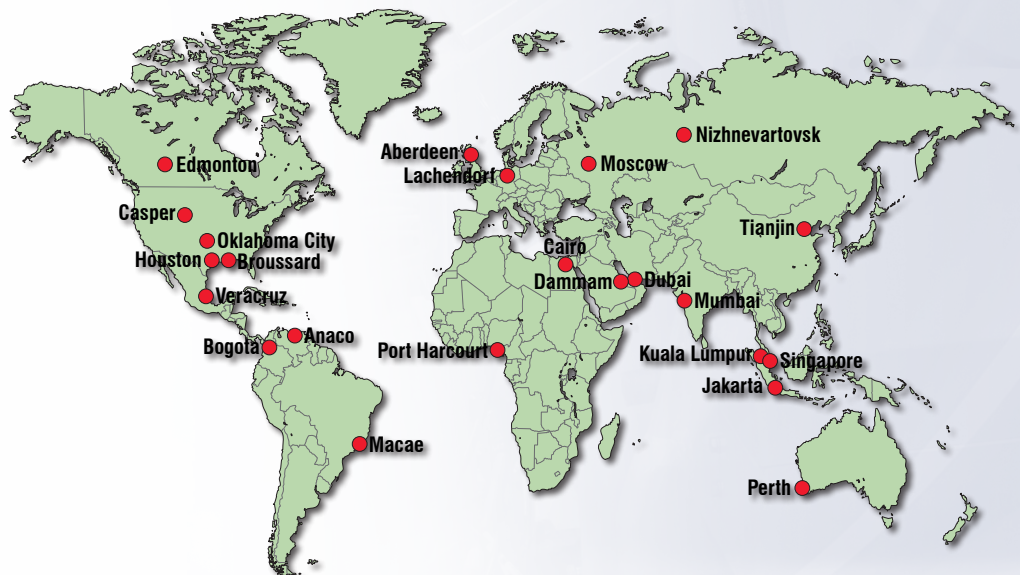 Nizhnevartovsk
Aberdeen
Moscow
Edmonton
Lachendorf
Casper
Tianjin
Oklahoma City
Cairo
Houston
Broussard
Dammam
Dubai
Veracruz
Mumbai
Anaco
Bogota
Port Harcourt
Kuala Lumpur
Singapore
Jakarta
Macae
Perth